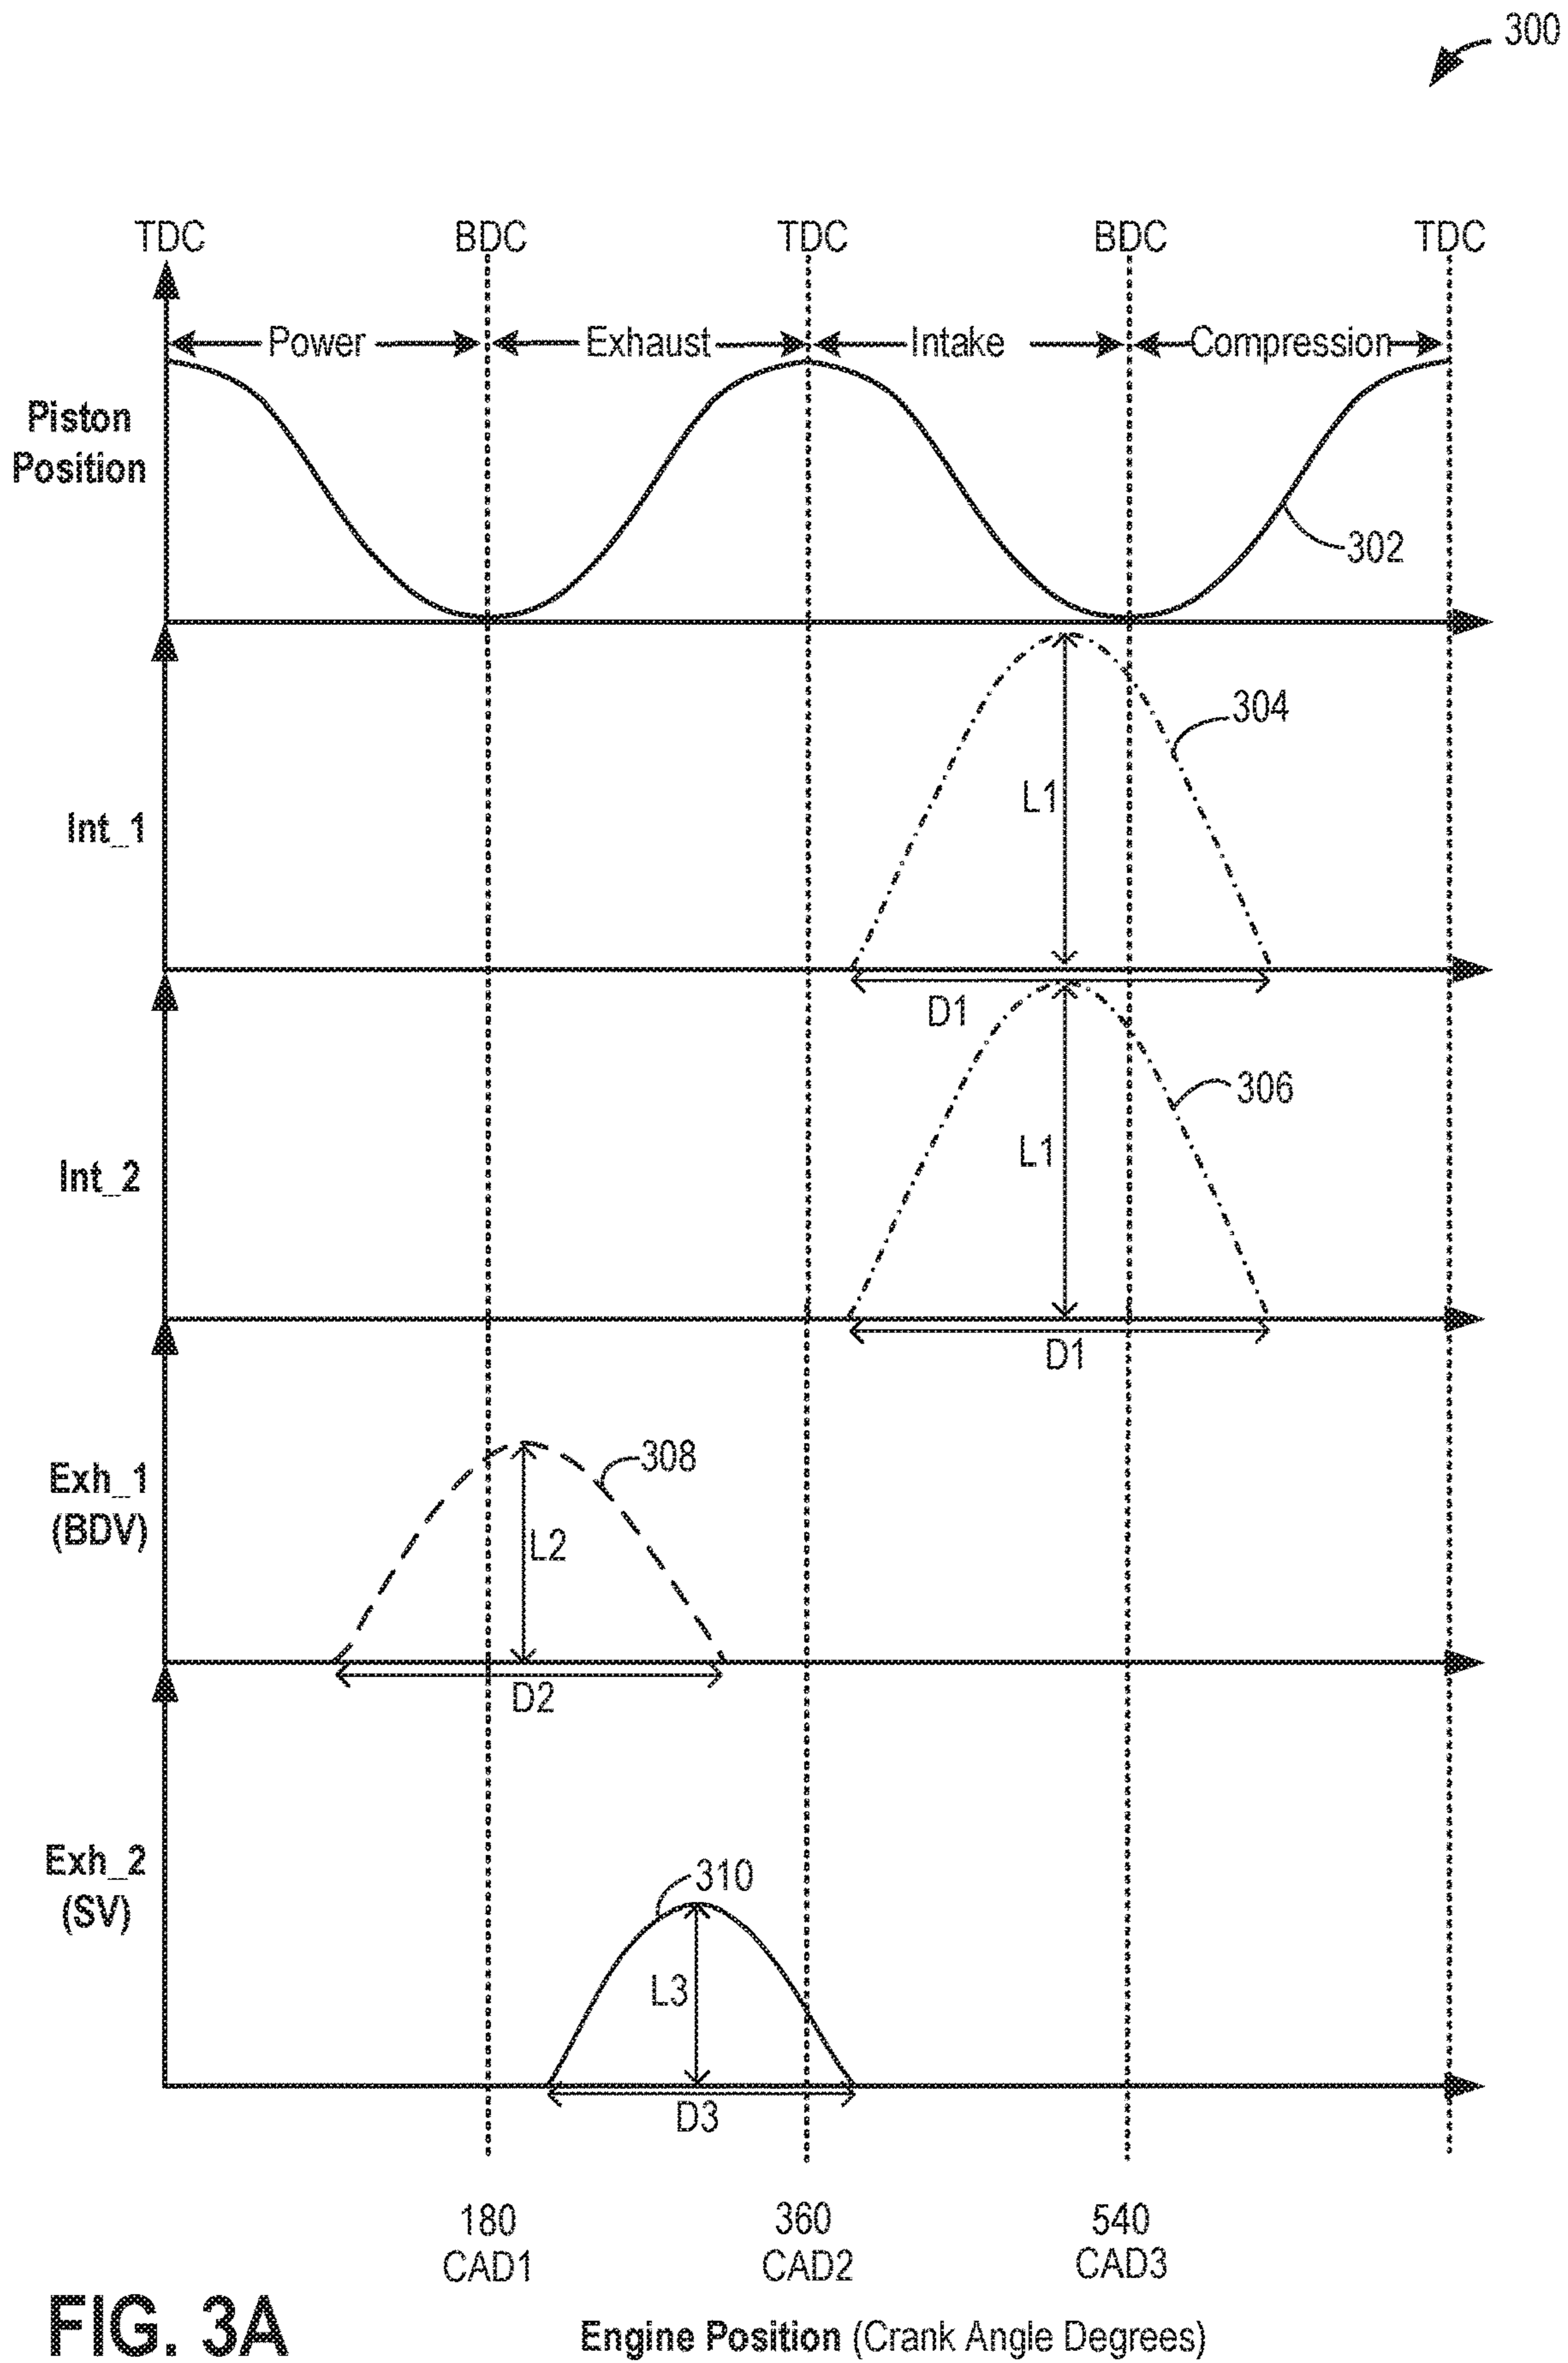 300
TDC BDC TDC BDC TDC
Power Exhaust Intake Compression
Piston
Position
302
304
L1
Int_1
D1
306
L1
Int_2
D1
308
Exh_1
(BDV)
L2
D2
Exh_2
(SV)
310
L3
D3
180 360 540
CAD1 CAD2 CAD3
FIG. 3A
Engine Position (Crank Angle Degrees)